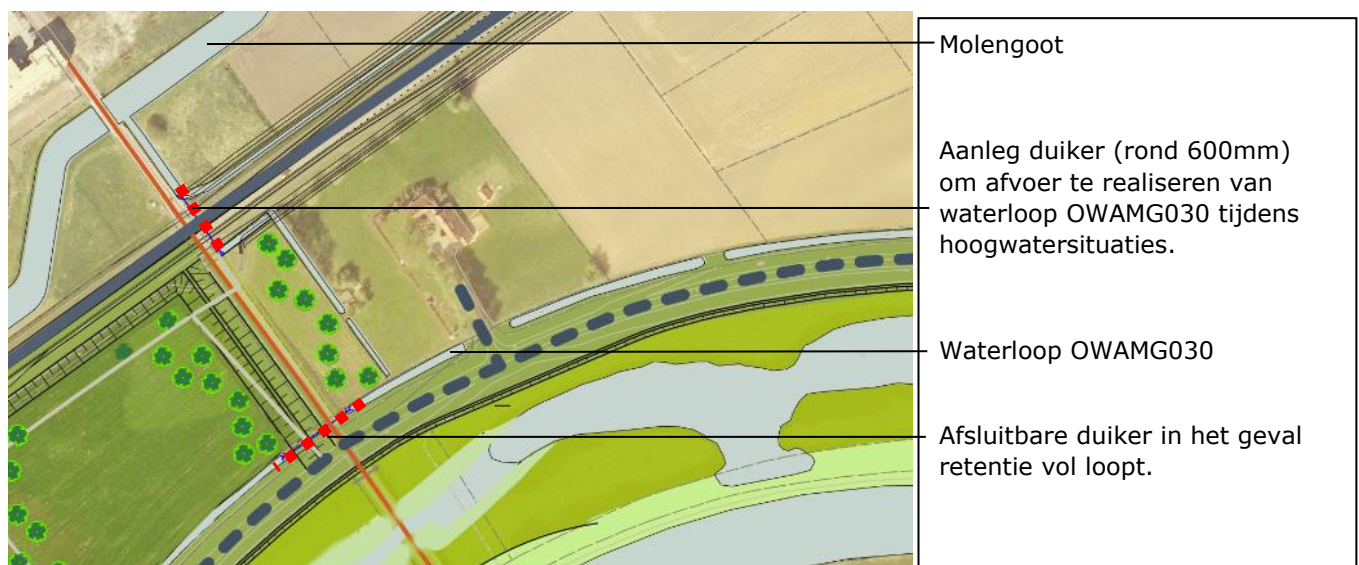 Molengoot
Aanleg duiker (rond 600mm)
om afvoer te realiseren van
waterloop OWAMG030 tijdens
hoogwatersituaties.
Waterloop OWAMG030
Afsluitbare duiker in het geval
retentie vol loopt.